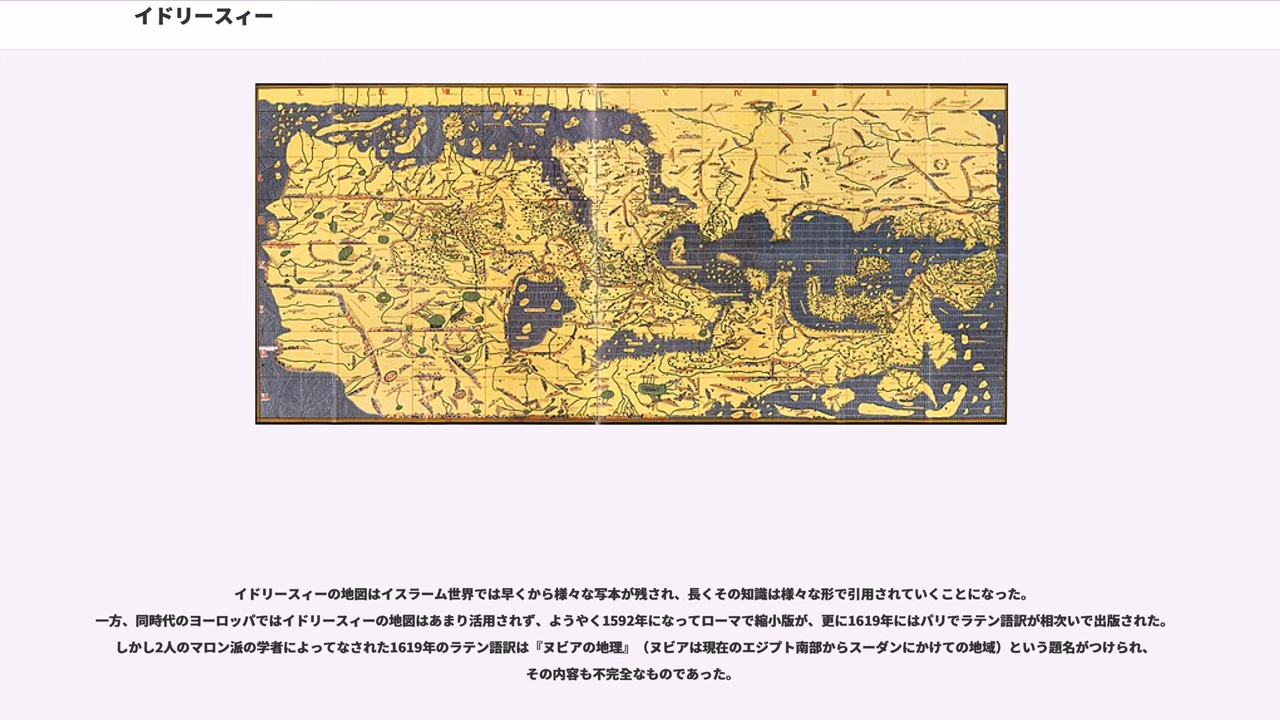 イドリースィー
X. IX. VIII. VII. VI. V. IV. III. II. I.
イドリースィーの地図はイスラーム世界では早くから様々な写本が残され、長くその知識は様々な形で引用されていくことになった。
一方、同時代のヨーロッパではイドリースィーの地図はあまり活用されず、ようやく1592年になってローマで縮小版が、更に1619年にはパリでラテン語訳が相次いで出版された。
しかし2人のマロン派の学者によってなされた1619年のラテン語訳は『ヌビアの地理』（ヌビアは現在のエジプト南部からスーダンにかけての地域）という題名がつけられ、
その内容も不完全なものであった。